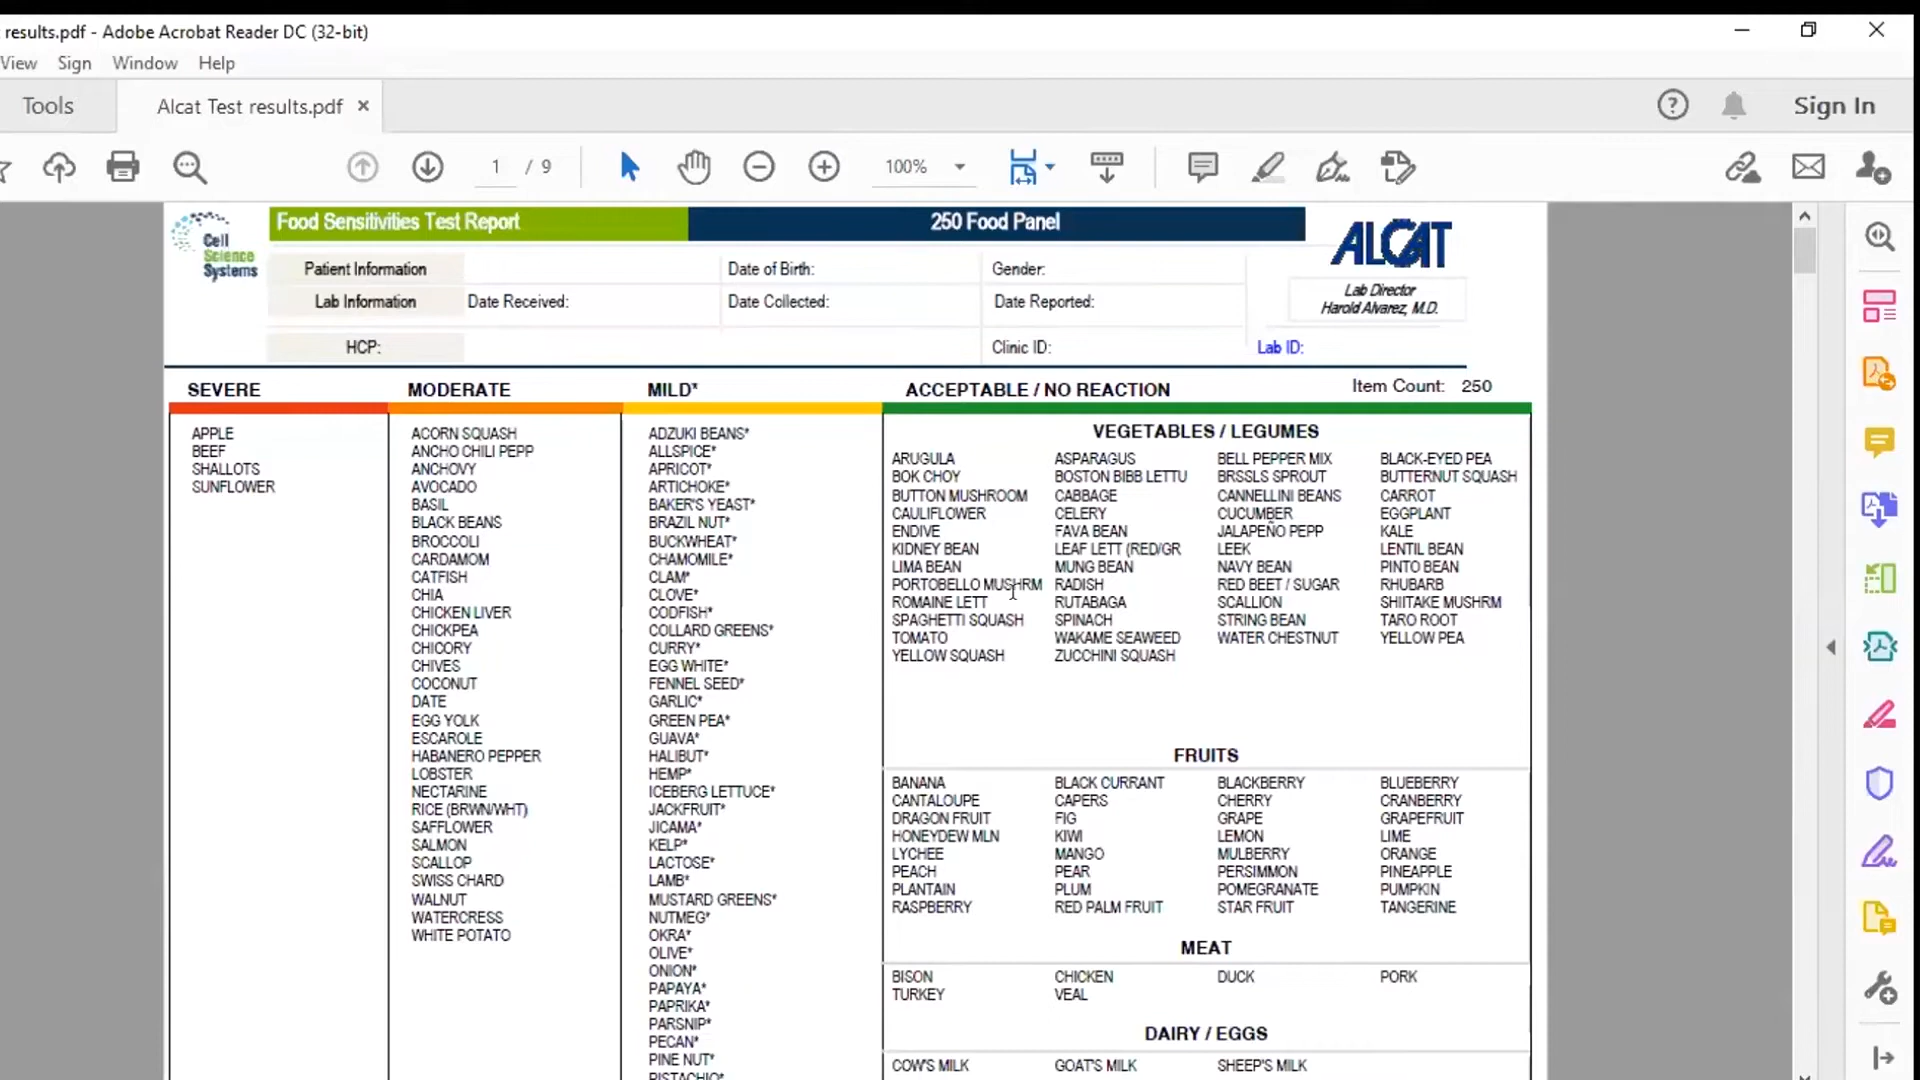 results.pdf - Adobe Acrobat Reader DC (32-bit)
View Sign Window Help
Tools Alcat Test results.pdf × Sign In
1 / 9 100%
Cell
Science
Systems
Food Sensitivities Test Report 250 Food Panel
ALCAT
Patient Information Date of Birth: Gender:
Lab Information Date Received: Date Collected: Date Reported:
Lab Director
Harold Alvarez, M.D.
HCP: Clinic ID: Lab ID:
SEVERE
APPLE
BEEF
SHALLOTS
SUNFLOWER
MODERATE
ACORN SQUASH
ANCHO CHILI PEPP
ANCHOVY
AVOCADO
BASIL
BLACK BEANS
BROCCOLI
CARDAMOM
CATFISH
CHIA
CHICKEN LIVER
CHICKPEA
CHICORY
CHIVES
COCONUT
DATE
EGG YOLK
ESCAROLE
HABANERO PEPPER
LOBSTER
NECTARINE
RICE (BRWN/WHT)
SAFFLOWER
SALMON
SCALLOP
SWISS CHARD
WALNUT
WATERCRESS
WHITE POTATO
MILD*
ADZUKI BEANS*
ALLSPICE*
APRICOT*
ARTICHOKE*
BAKER'S YEAST*
BRAZIL NUT*
BUCKWHEAT*
CHAMOMILE*
CLAM*
CLOVE*
CODFISH*
COLLARD GREENS*
CURRY*
EGG WHITE*
FENNEL SEED*
GARLIC*
GREEN PEA*
GUAVA*
HALIBUT*
HEMP*
ICEBERG LETTUCE*
JACKFRUIT*
JICAMA*
KELP*
LACTOSE*
LAMB*
MUSTARD GREENS*
NUTMEG*
OKRA*
OLIVE*
ONION*
PAPAYA*
PAPRIKA*
PARSNIP*
PECAN*
PINE NUT*
PISTACHIO*
ACCEPTABLE / NO REACTION Item Count: 250
VEGETABLES / LEGUMES
ARUGULA ASPARAGUS BELL PEPPER MIX BLACK-EYED PEA
BOK CHOY BOSTON BIBB LETTU BRSSLS SPROUT BUTTERNUT SQUASH
BUTTON MUSHROOM CABBAGE CANNELLINI BEANS CARROT
CAULIFLOWER CELERY CUCUMBER EGGPLANT
ENDIVE FAVA BEAN JALAPEÑO PEPP KALE
KIDNEY BEAN LEAF LETT (RED/GR LEEK LENTIL BEAN
LIMA BEAN MUNG BEAN NAVY BEAN PINTO BEAN
PORTOBELLO MUSHRM RADISH RED BEET / SUGAR RHUBARB
ROMAINE LETT RUTABAGA SCALLION SHIITAKE MUSHRM
SPAGHETTI SQUASH SPINACH STRING BEAN TARO ROOT
TOMATO WAKAME SEAWEED WATER CHESTNUT YELLOW PEA
YELLOW SQUASH ZUCCHINI SQUASH
FRUITS
BANANA BLACK CURRANT BLACKBERRY BLUEBERRY
CANTALOUPE CAPERS CHERRY CRANBERRY
DRAGON FRUIT FIG GRAPE GRAPEFRUIT
HONEYDEW MLN KIWI LEMON LIME
LYCHEE MANGO MULBERRY ORANGE
PEACH PEAR PERSIMMON PINEAPPLE
PLANTAIN PLUM POMEGRANATE PUMPKIN
RASPBERRY RED PALM FRUIT STAR FRUIT TANGERINE
MEAT
BISON CHICKEN DUCK PORK
TURKEY VEAL
DAIRY / EGGS
COW'S MILK GOAT'S MILK SHEEP'S MILK